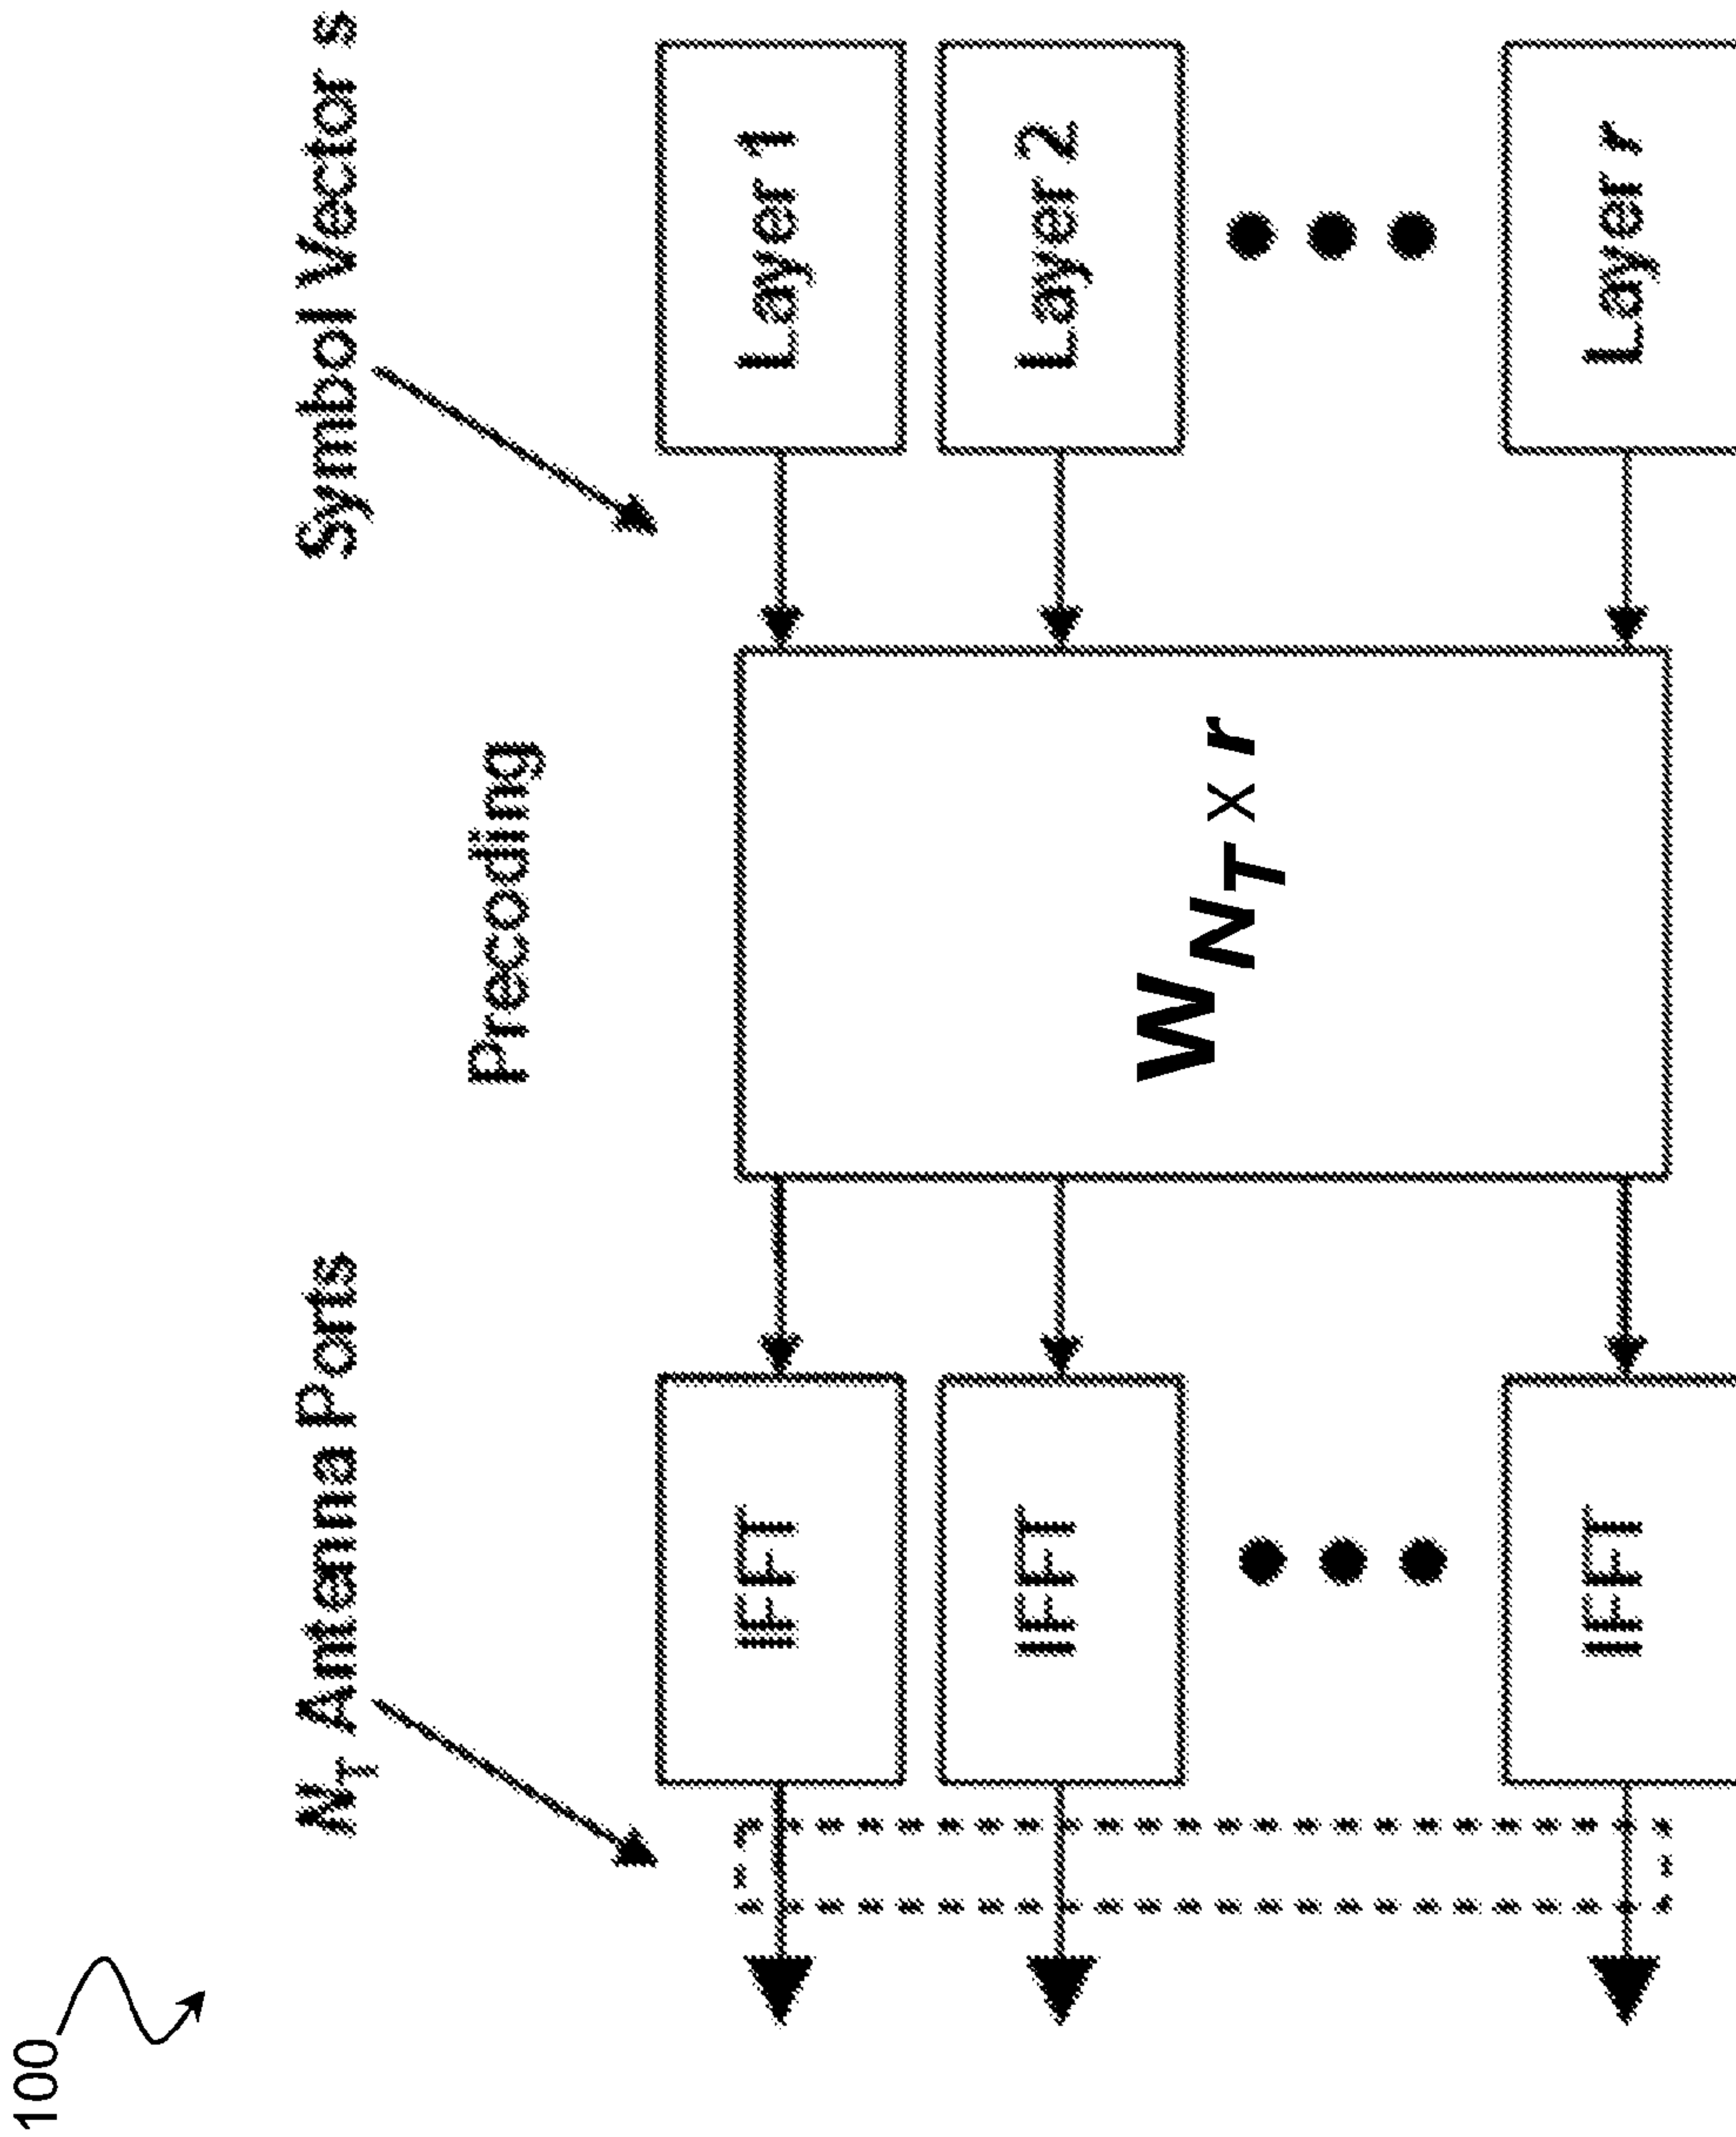 100
N_T Antenna Ports
Precoding
Symbol Vector s
IFFT
IFFT
IFFT
W_{N_T × r}
Layer 1
Layer 2
Layer r